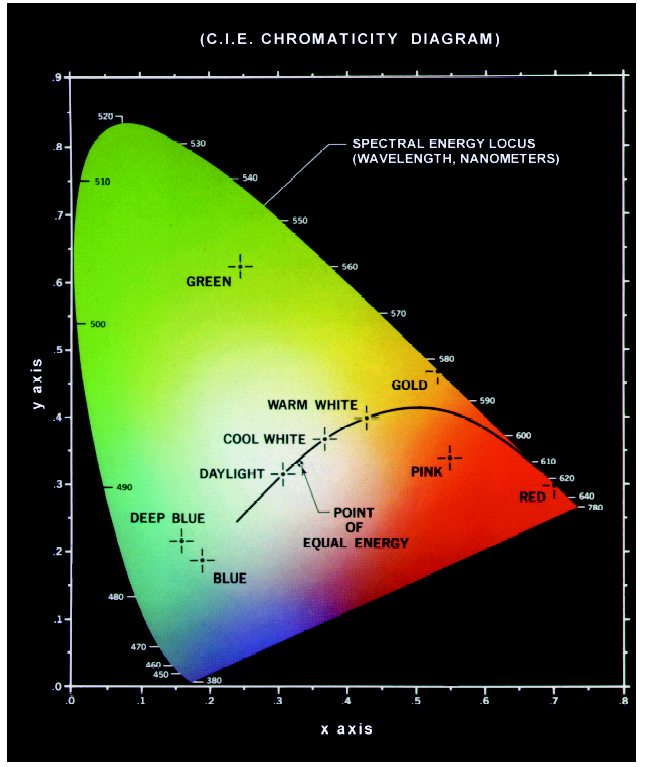 (C.I.E. CHROMATICITY DIAGRAM)
.9
520
530
SPECTRAL ENERGY LOCUS
(WAVELENGTH, NANOMETERS)
.8
510
540
.7
550
GREEN
560
.6
500
570
.5
580
GOLD
590
WARM WHITE
y axis
.4
COOL WHITE
600
DAYLIGHT
PINK
610
620
RED
640
780
.3
490
DEEP BLUE
POINT
OF
EQUAL ENERGY
.2
BLUE
480
.1
470
460
450
380
.0
.0 .1 .2 .3 .4 .5 .6 .7 .8
x axis